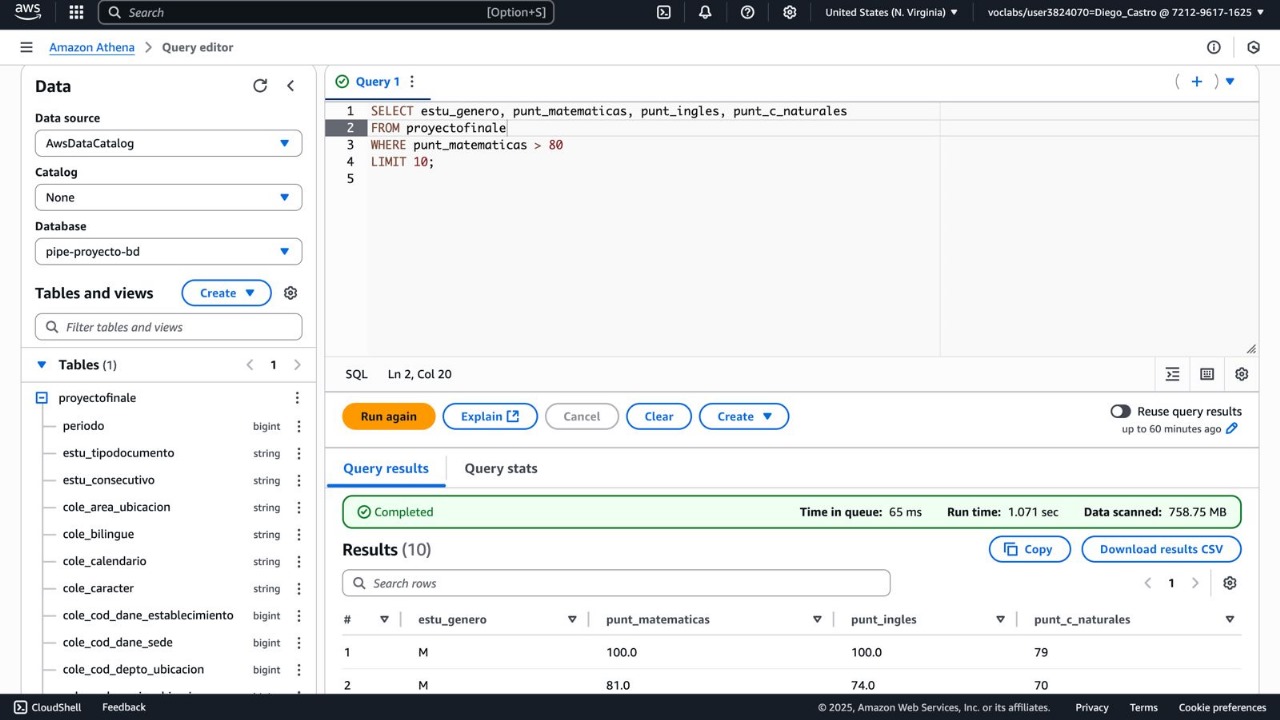 aws
Search [Option+S]
United States (N. Virginia)
voclabs/user3824070=Diego_Castro @ 7212-9617-1625
Amazon Athena > Query editor
Data
Data source
AwsDataCatalog
Catalog
None
Database
pipe-proyecto-bd
Tables and views
Create
Filter tables and views
Tables (1)
1
proyectofinale
periodo bigint
estu_tipodocumento string
estu_consecutivo string
cole_area_ubicacion string
cole_bilingue string
cole_calendario string
cole_caracter string
cole_cod_dane_establecimiento bigint
cole_cod_dane_sede bigint
cole_cod_depto_ubicacion bigint
Query 1
1 SELECT estu_genero, punt_matematicas, punt_ingles, punt_c_naturales
2 FROM proyectofinale
3 WHERE punt_matematicas > 80
4 LIMIT 10;
5
SQL Ln 2, Col 20
Run again
Explain
Cancel
Clear
Create
Reuse query results
up to 60 minutes ago
Query results
Query stats
Completed
Time in queue: 65 ms
Run time: 1.071 sec
Data scanned: 758.75 MB
Results (10)
Copy
Download results CSV
Search rows
1
# estu_genero punt_matematicas punt_ingles punt_c_naturales
1 M 100.0 100.0 79
2 M 81.0 74.0 70
CloudShell
Feedback
© 2025, Amazon Web Services, Inc. or its affiliates.
Privacy
Terms
Cookie preferences